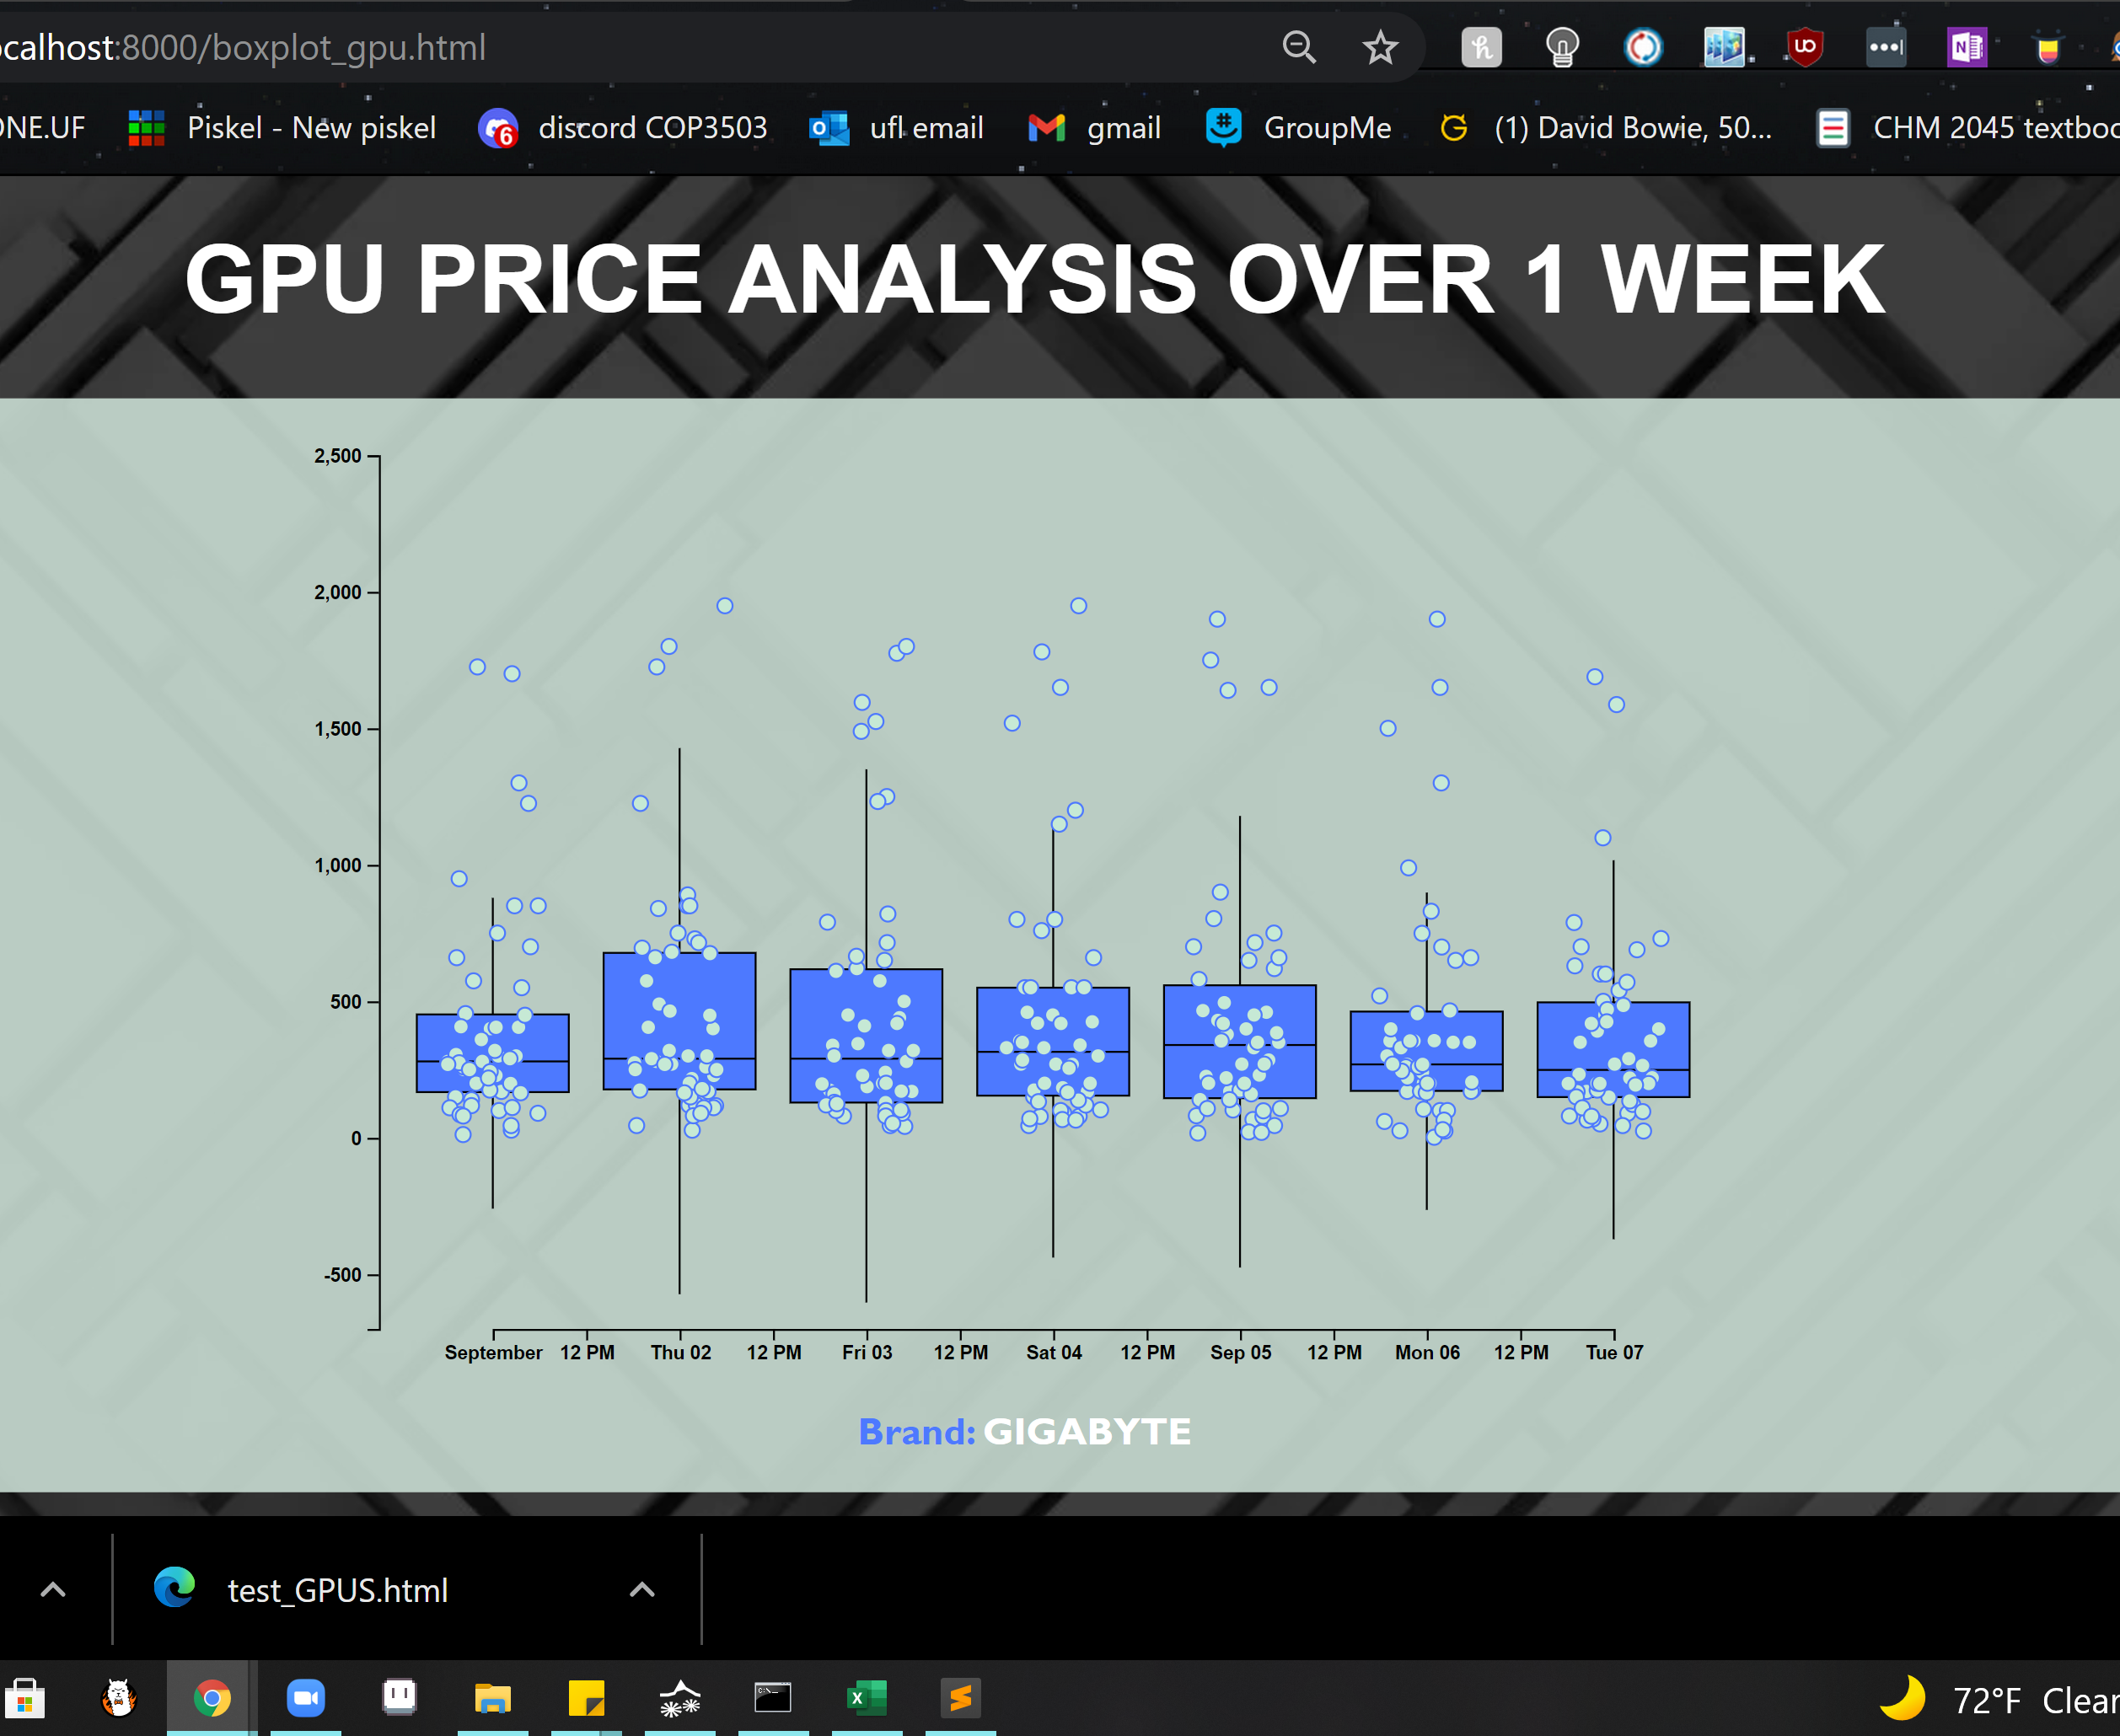 ocalhost:8000/boxplot_gpu.html
ONE.UF Piskel - New piskel 6 discord COP3503 ufl email gmail GroupMe (1) David Bowie, 50... CHM 2045 textboo
GPU PRICE ANALYSIS OVER 1 WEEK
2,500
2,000
1,500
1,000
500
0
-500
September 12 PM Thu 02 12 PM Fri 03 12 PM Sat 04 12 PM Sep 05 12 PM Mon 06 12 PM Tue 07
Brand: GIGABYTE
test_GPUS.html
72°F Clear